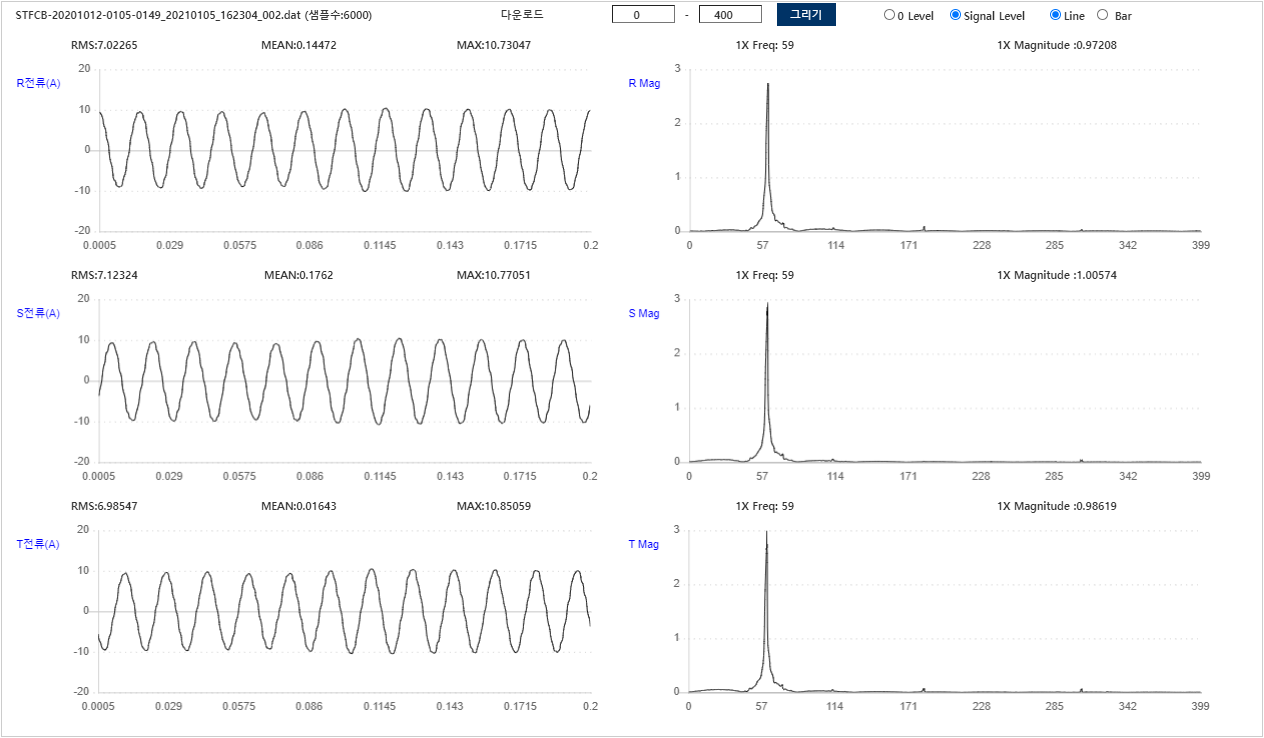 STFCB-20201012-0105-0149_20210105_162304_002.dat (샘플수:6000) 다운로드 0 - 400 그리기 0 Level Signal Level Line Bar
RMS:7.02265 MEAN:0.14472 MAX:10.73047 1X Freq: 59 1X Magnitude :0.97208
R전류(A)
20
10
0
-10
-20
0.0005 0.029 0.0575 0.086 0.1145 0.143 0.1715 0.2
R Mag
3
2
1
0
0 57 114 171 228 285 342 399
RMS:7.12324 MEAN:0.1762 MAX:10.77051 1X Freq: 59 1X Magnitude :1.00574
S전류(A)
20
10
0
-10
-20
0.0005 0.029 0.0575 0.086 0.1145 0.143 0.1715 0.2
S Mag
3
2
1
0
0 57 114 171 228 285 342 399
RMS:6.98547 MEAN:0.01643 MAX:10.85059 1X Freq: 59 1X Magnitude :0.98619
T전류(A)
20
10
0
-10
-20
0.0005 0.029 0.0575 0.086 0.1145 0.143 0.1715 0.2
T Mag
3
2
1
0
0 57 114 171 228 285 342 399